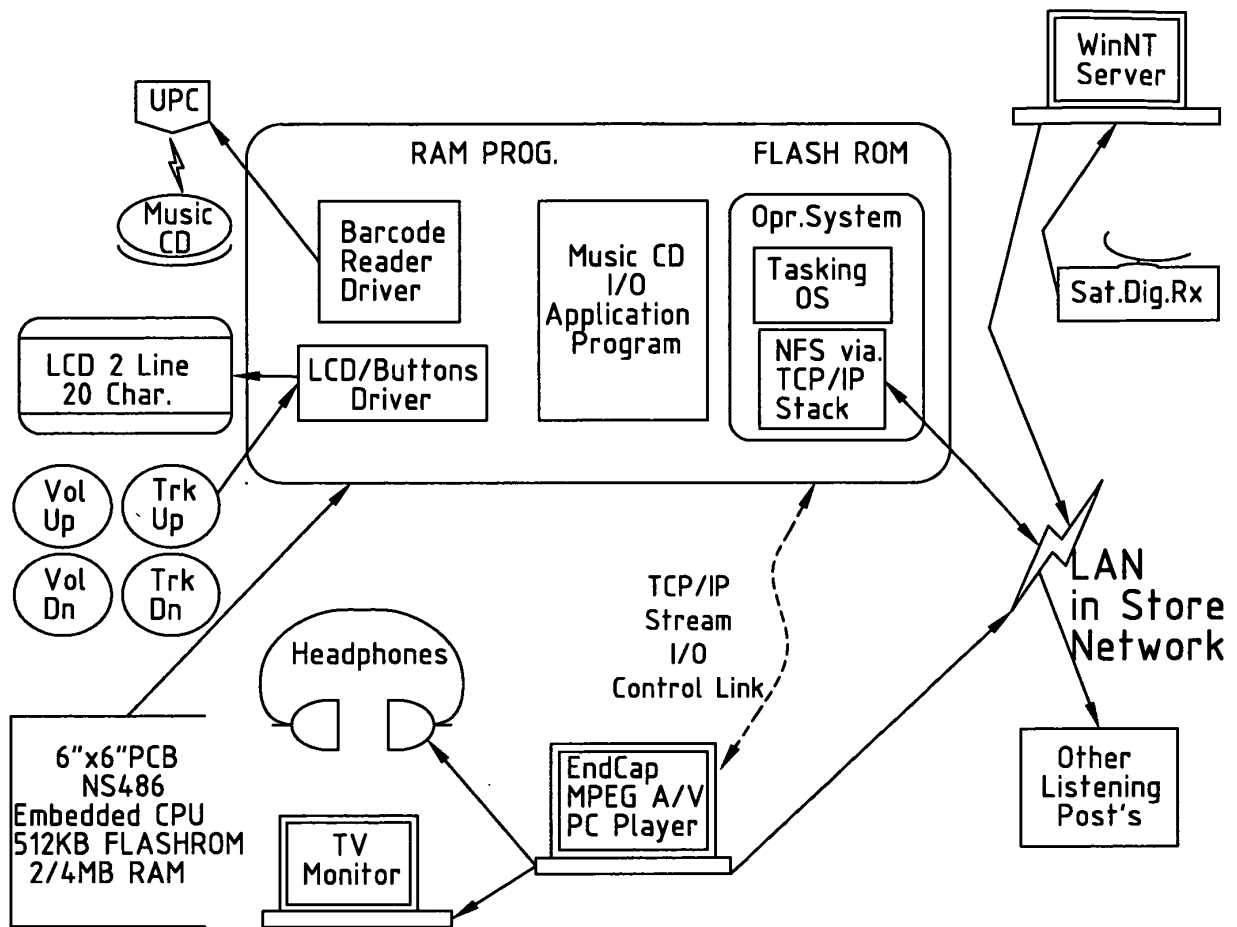 WinNT
Server
UPC
RAM PROG.
FLASH ROM
Music
CD
Barcode
Reader
Driver
Music CD
I/O
Application
Program
Opr.System
Tasking
OS
NFS via.
TCP/IP
Stack
Sat.Dig.Rx
LCD 2 Line
20 Char.
LCD/Buttons
Driver
Vol
Up
Trk
Up
Vol
Dn
Trk
Dn
TCP/IP
Stream
I/O
Control Link
LAN
in Store
Network
Headphones
6"x6"PCB
NS486
Embedded CPU
512KB FLASHROM
2/4MB RAM
TV
Monitor
EndCap
MPEG A/V
PC Player
Other
Listening
Post's